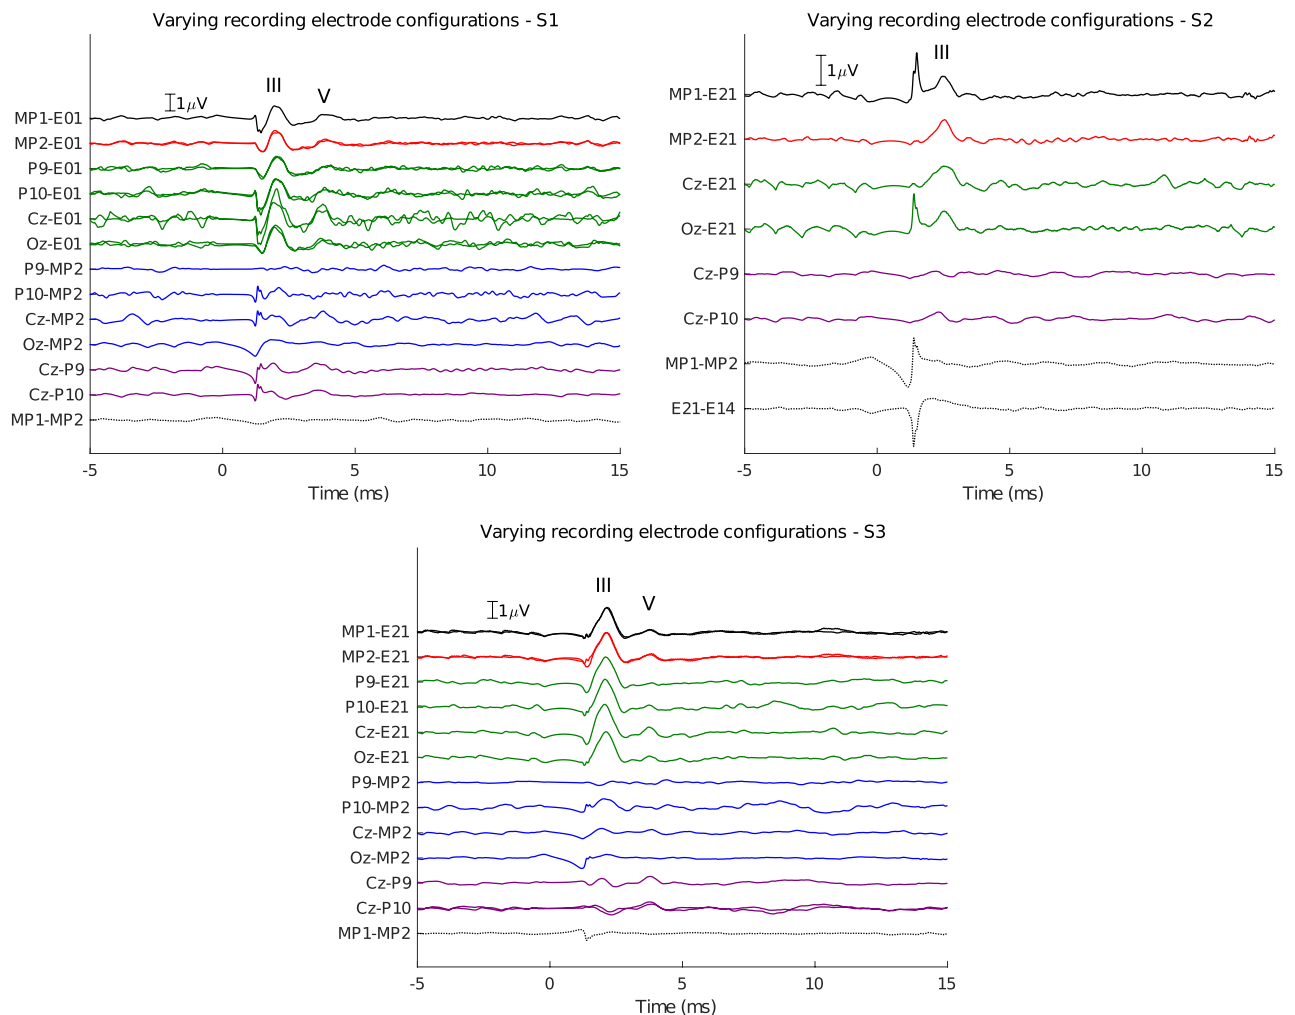 Varying recording electrode configurations - S1
III
V
1μV
MP1-E01
MP2-E01
P9-E01
P10-E01
Cz-E01
Oz-E01
P9-MP2
P10-MP2
Cz-MP2
Oz-MP2
Cz-P9
Cz-P10
MP1-MP2
-5 0 5 10 15
Time (ms)
Varying recording electrode configurations - S2
III
1μV
MP1-E21
MP2-E21
Cz-E21
Oz-E21
Cz-P9
Cz-P10
MP1-MP2
E21-E14
-5 0 5 10 15
Time (ms)
Varying recording electrode configurations - S3
III
V
1μV
MP1-E21
MP2-E21
P9-E21
P10-E21
Cz-E21
Oz-E21
P9-MP2
P10-MP2
Cz-MP2
Oz-MP2
Cz-P9
Cz-P10
MP1-MP2
-5 0 5 10 15
Time (ms)